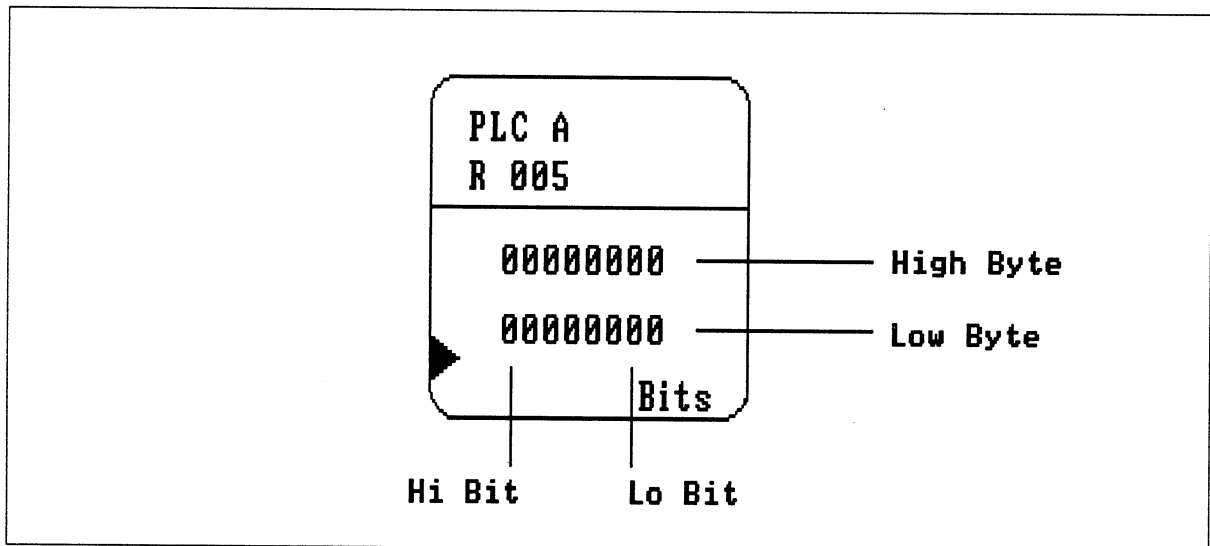 PLC A
R 005
00000000 High Byte
00000000 Low Byte
Bits
Hi Bit Lo Bit